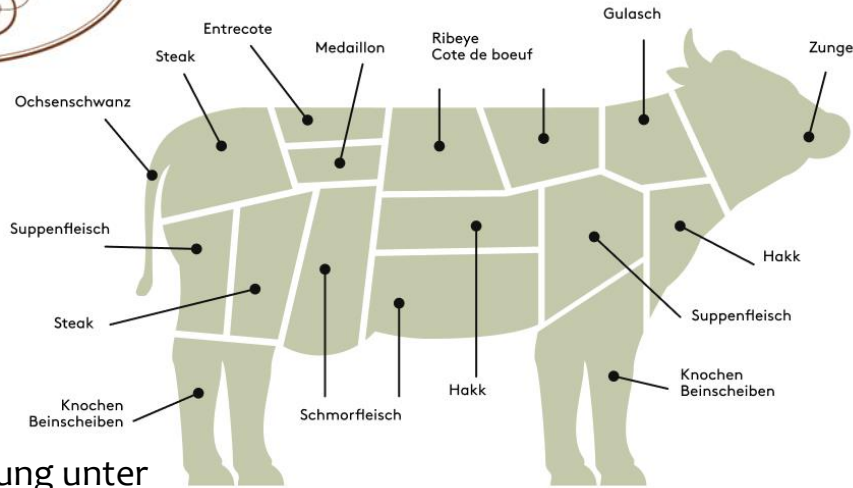 Gulasch
Entrecote
Ribeye
Cote de boeuf
Medaillon
Zunge
Steak
Ochsenschwanz
Suppenfleisch
Hakk
Suppenfleisch
Steak
Knochen
Beinscheiben
Hakk
Knochen
Beinscheiben
Schmorfleisch
ung unter